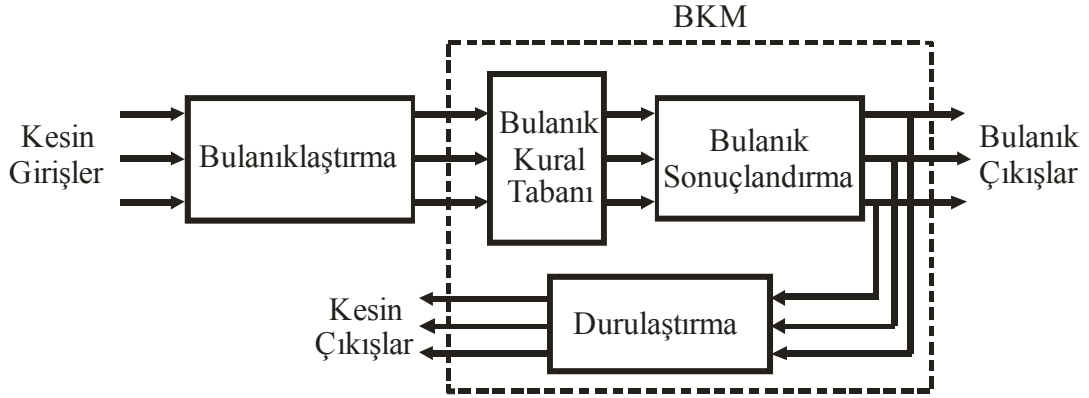 BKM
Kesin
Girişler
Bulanıklaştırma
Bulanık
Kural
Tabanı
Bulanık
Sonuçlandırma
Bulanık
Çıkışlar
Kesin
Çıkışlar
Durulaştırma